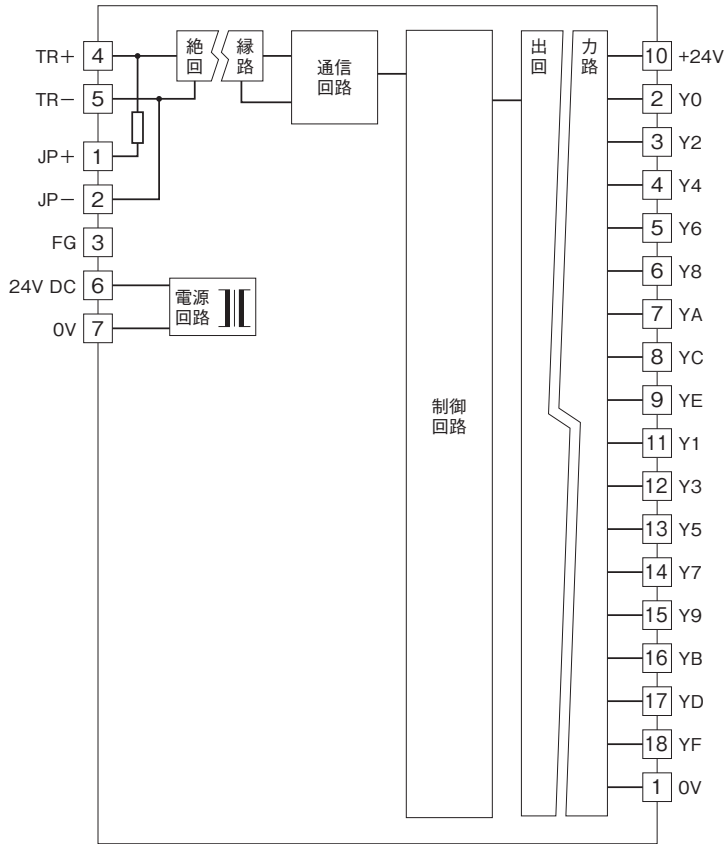 TR+ 4
TR− 5
JP+ 1
JP− 2
FG 3
24V DC 6
0V 7
絶縁
回路
通信
回路
電源
回路
制御
回路
出力
回路
10 +24V
2 Y0
3 Y2
4 Y4
5 Y6
6 Y8
7 YA
8 YC
9 YE
11 Y1
12 Y3
13 Y5
14 Y7
15 Y9
16 YB
17 YD
18 YF
1 0V